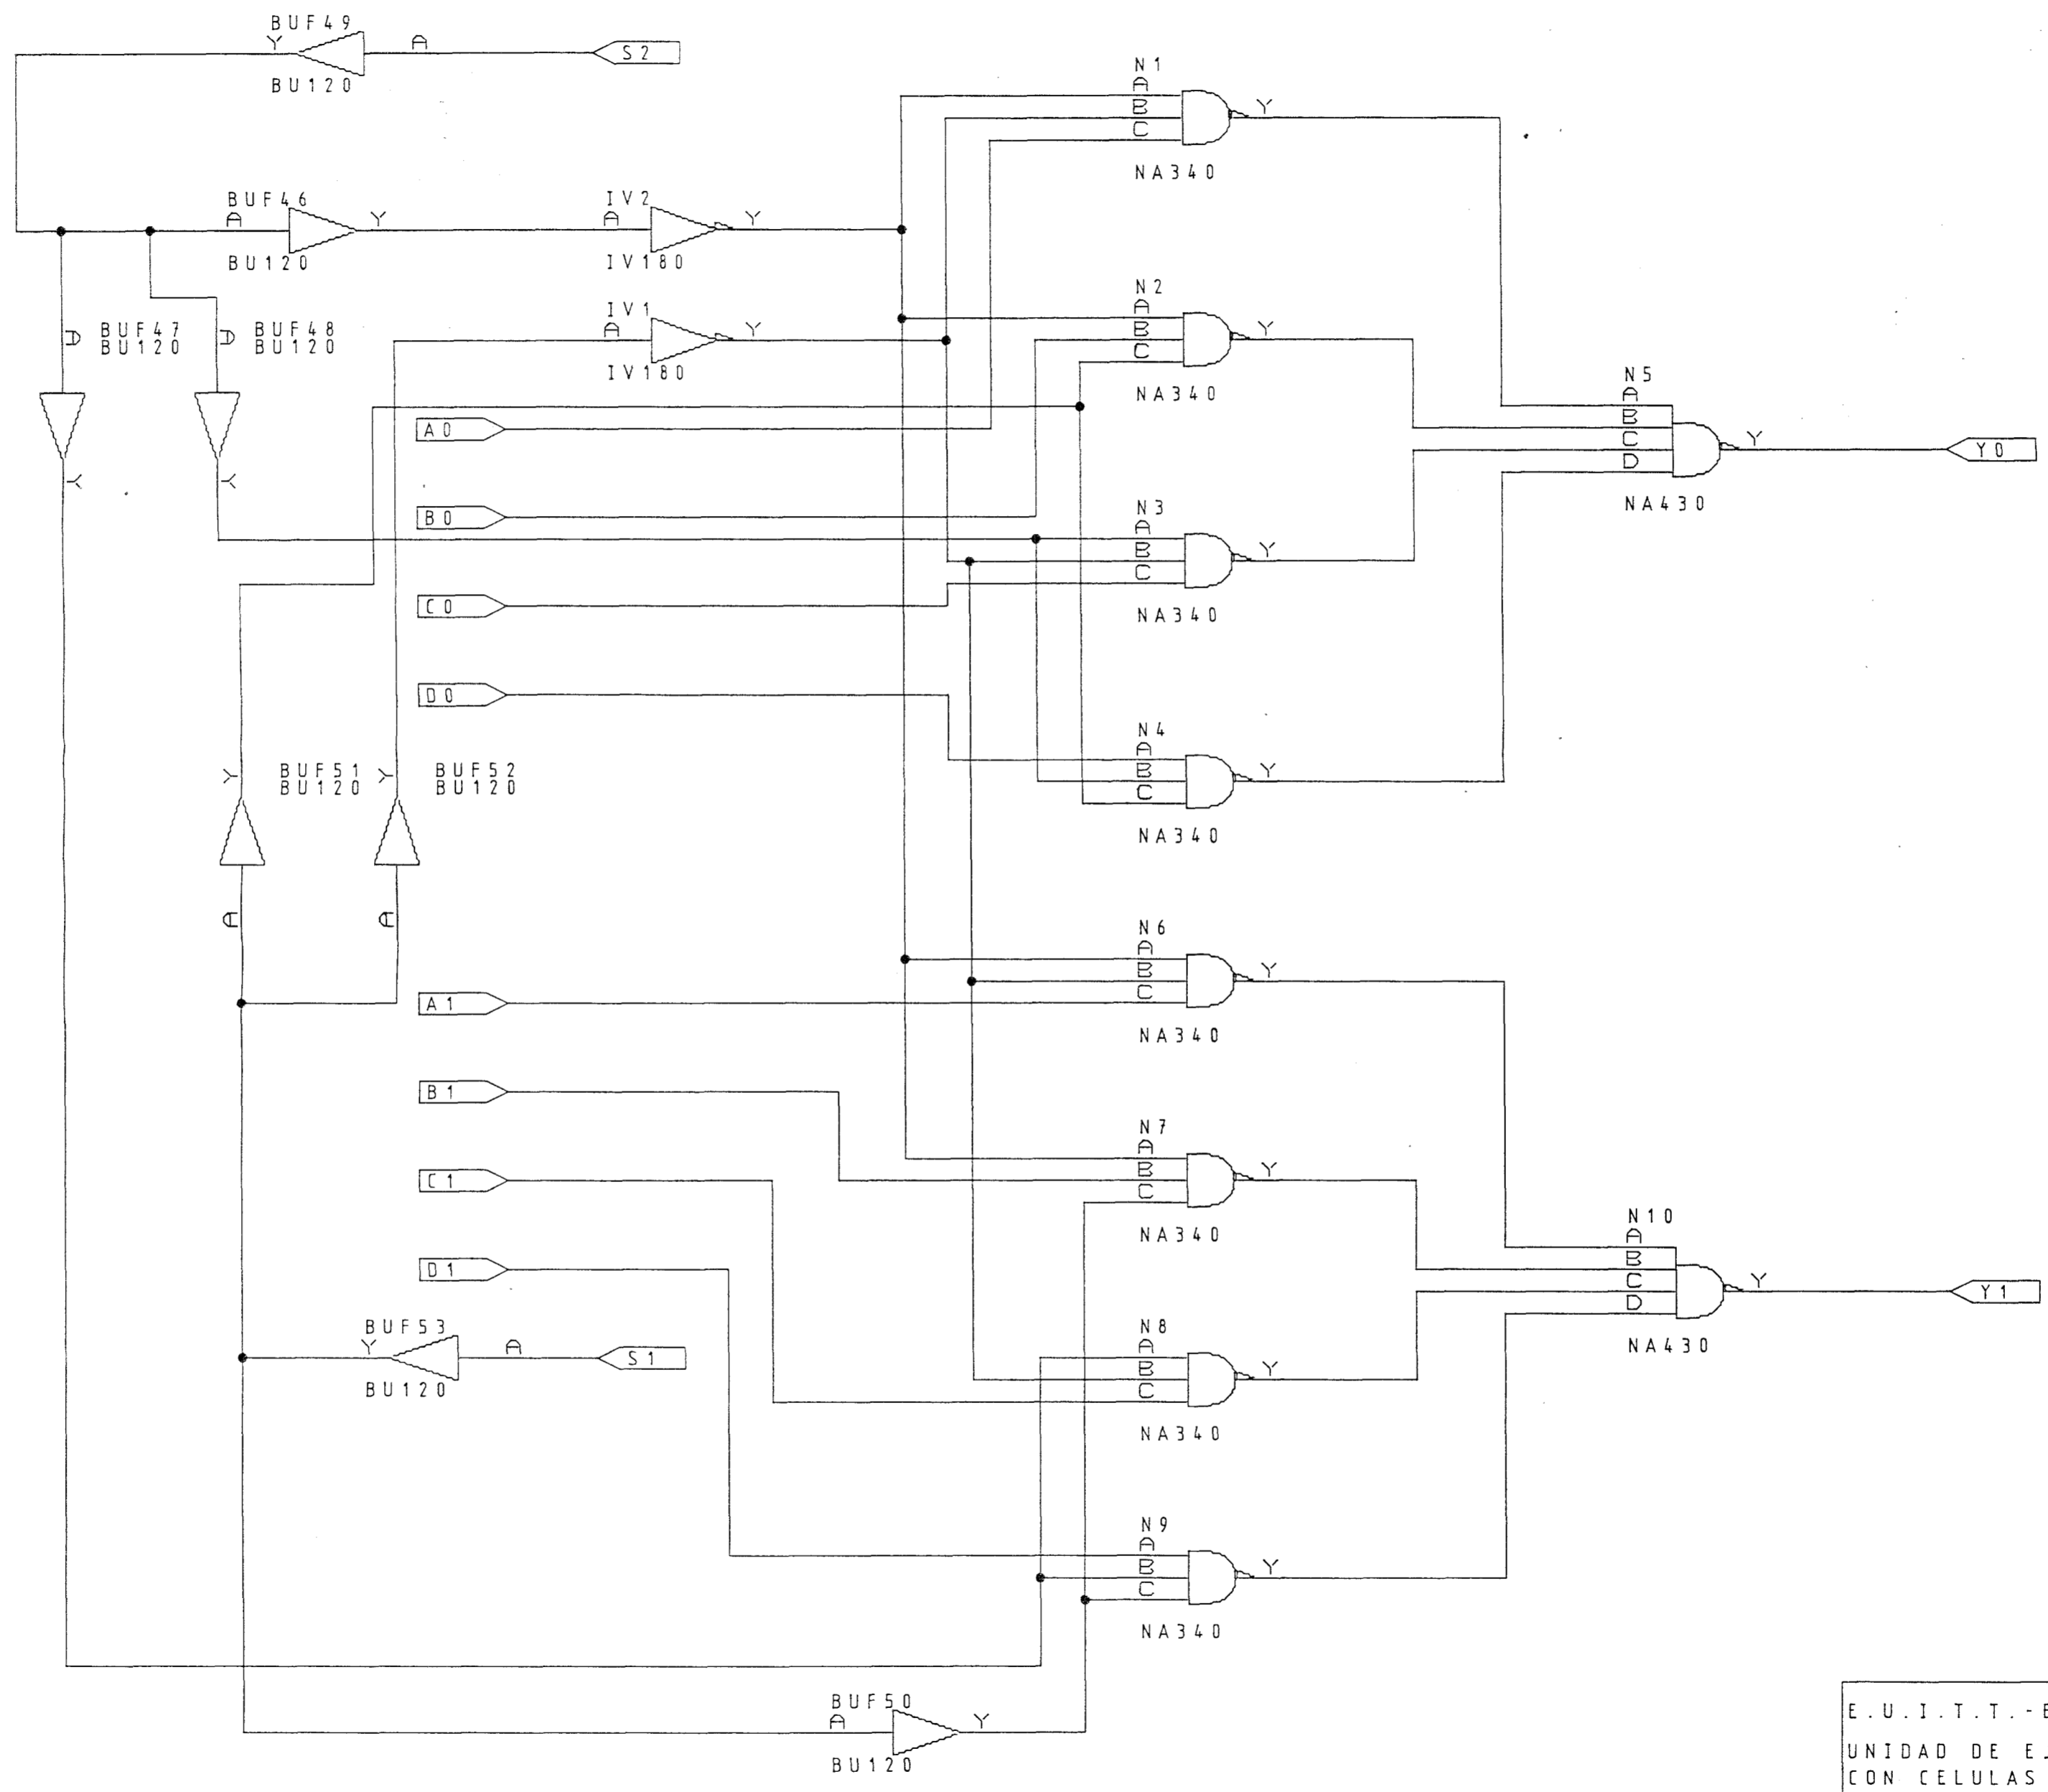 BUF49
Y
A
S2
BU120
N1
A
B
C
Y
NA340
BUF46
A
Y
BU120
IV2
A
Y
IV180
N2
A
B
C
Y
NA340
IV1
A
Y
IV180
A
BUF47
BU120
A
BUF48
BU120
Y
Y
A0
B0
C0
D0
N5
A
B
C
D
Y
NA430
Y0
N3
A
B
C
Y
NA340
N4
A
B
C
Y
NA340
Y
BUF51
BU120
A
Y
BUF52
BU120
A
N6
A
B
C
Y
NA340
A1
B1
C1
D1
N7
A
B
C
Y
NA340
N10
A
B
C
D
Y
NA430
Y1
BUF53
Y
A
S1
BU120
N8
A
B
C
Y
NA340
N9
A
B
C
Y
NA340
BUF50
A
Y
BU120
E.U.I.T.T.-
UNIDAD DE
CON CELULAS